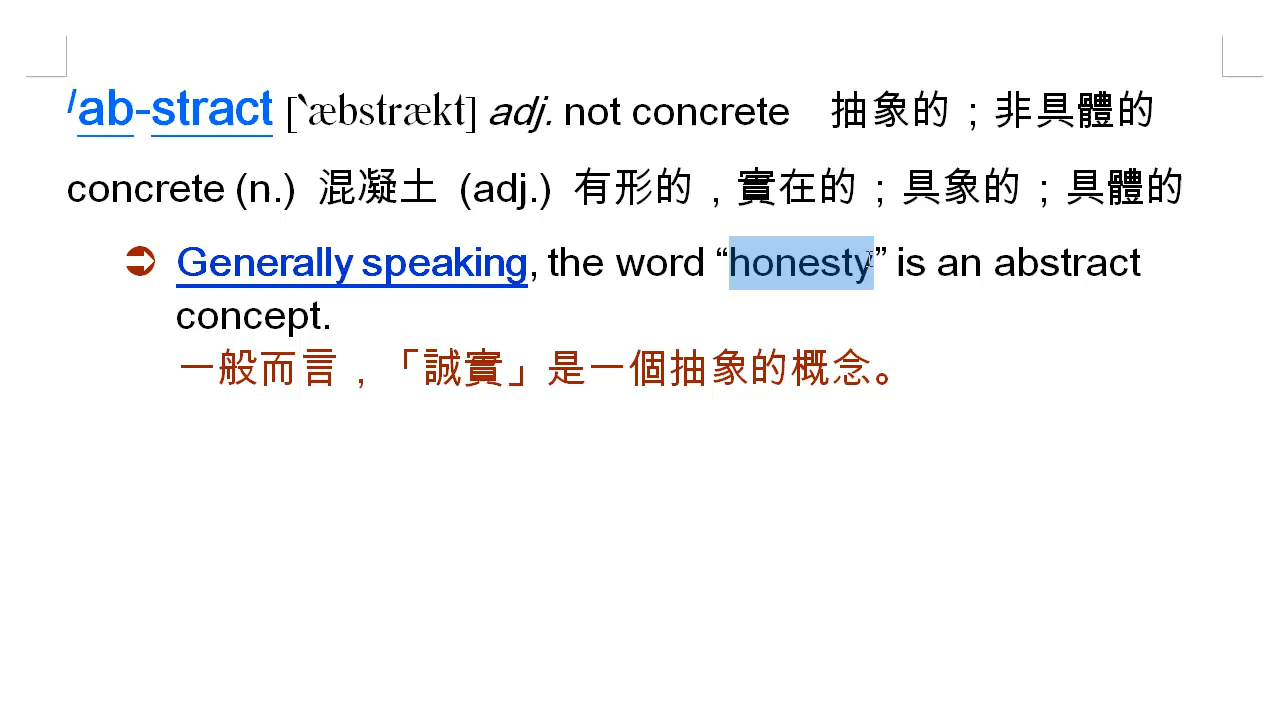 /ab-stract [ˋæbstrækt] adj. not concrete 抽象的；非具體的
concrete (n.) 混凝土 (adj.) 有形的，實在的；具象的；具體的
➲ Generally speaking, the word “honesty” is an abstract
concept.
一般而言，「誠實」是一個抽象的概念。